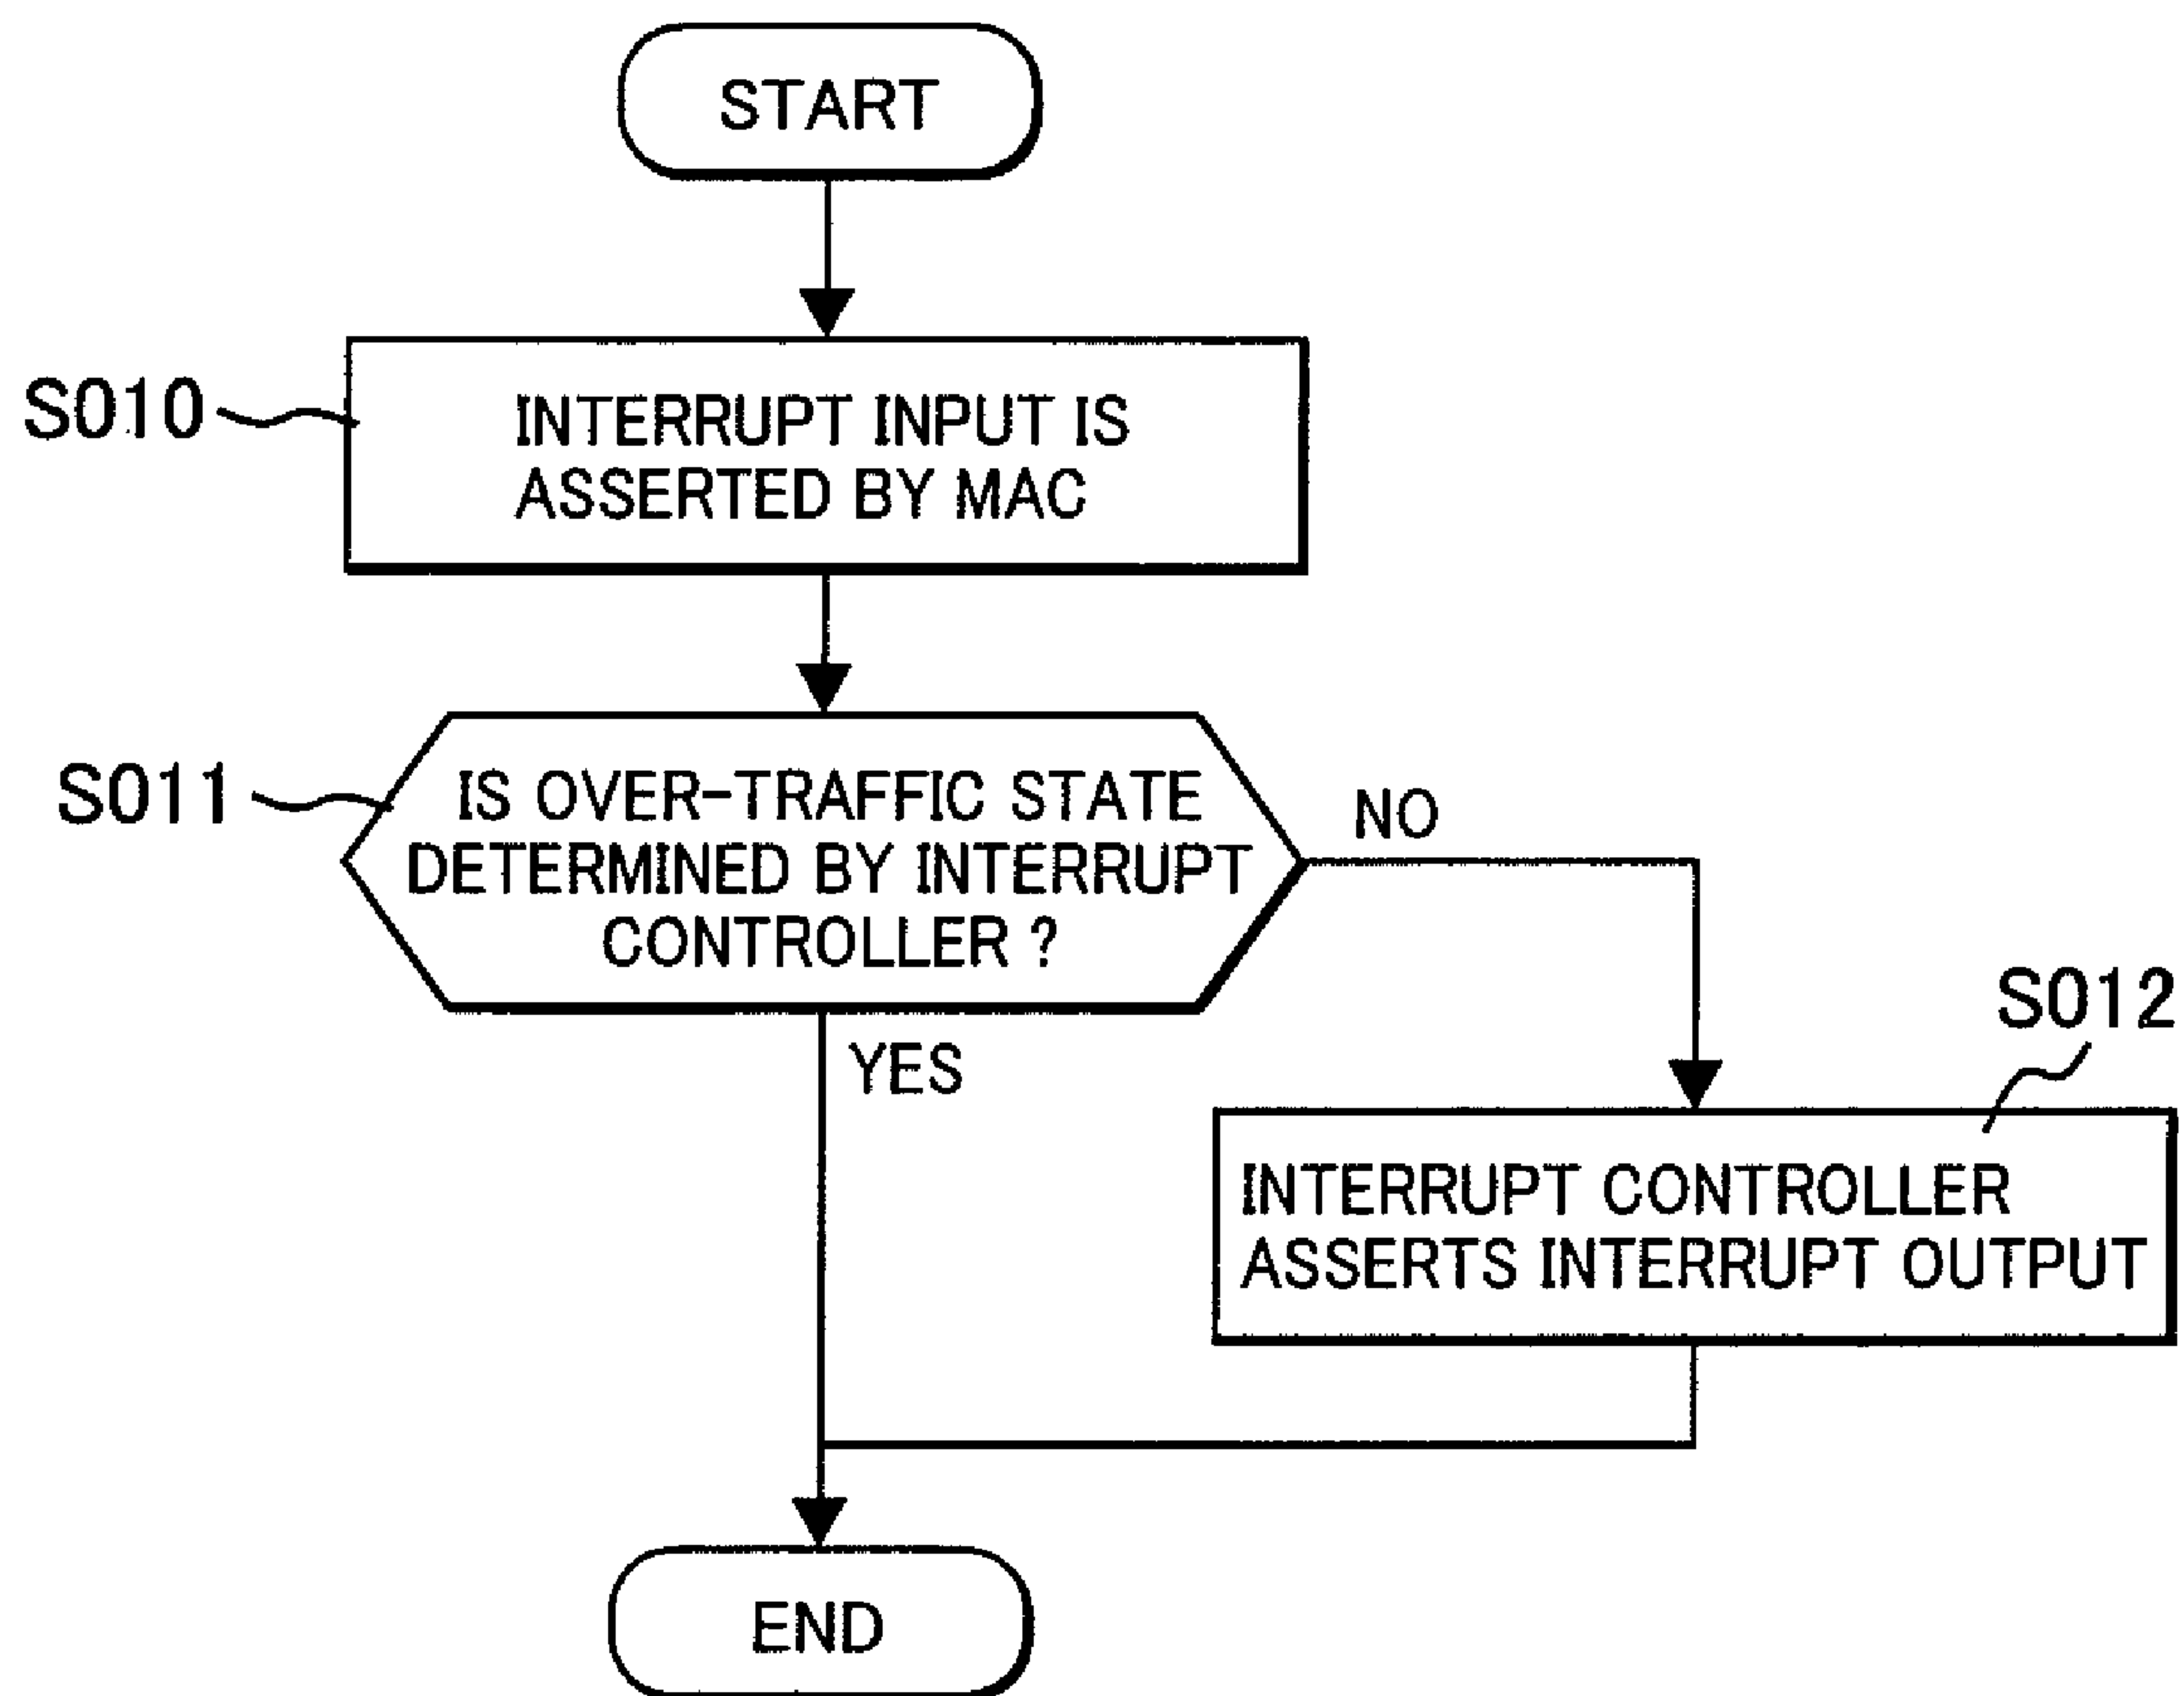 START
S010
INTERRUPT INPUT IS
ASSERTED BY MAC
S011
IS OVER-TRAFFIC STATE
DETERMINED BY INTERRUPT
CONTROLLER ?
NO
YES
S012
INTERRUPT CONTROLLER
ASSERTS INTERRUPT OUTPUT
END